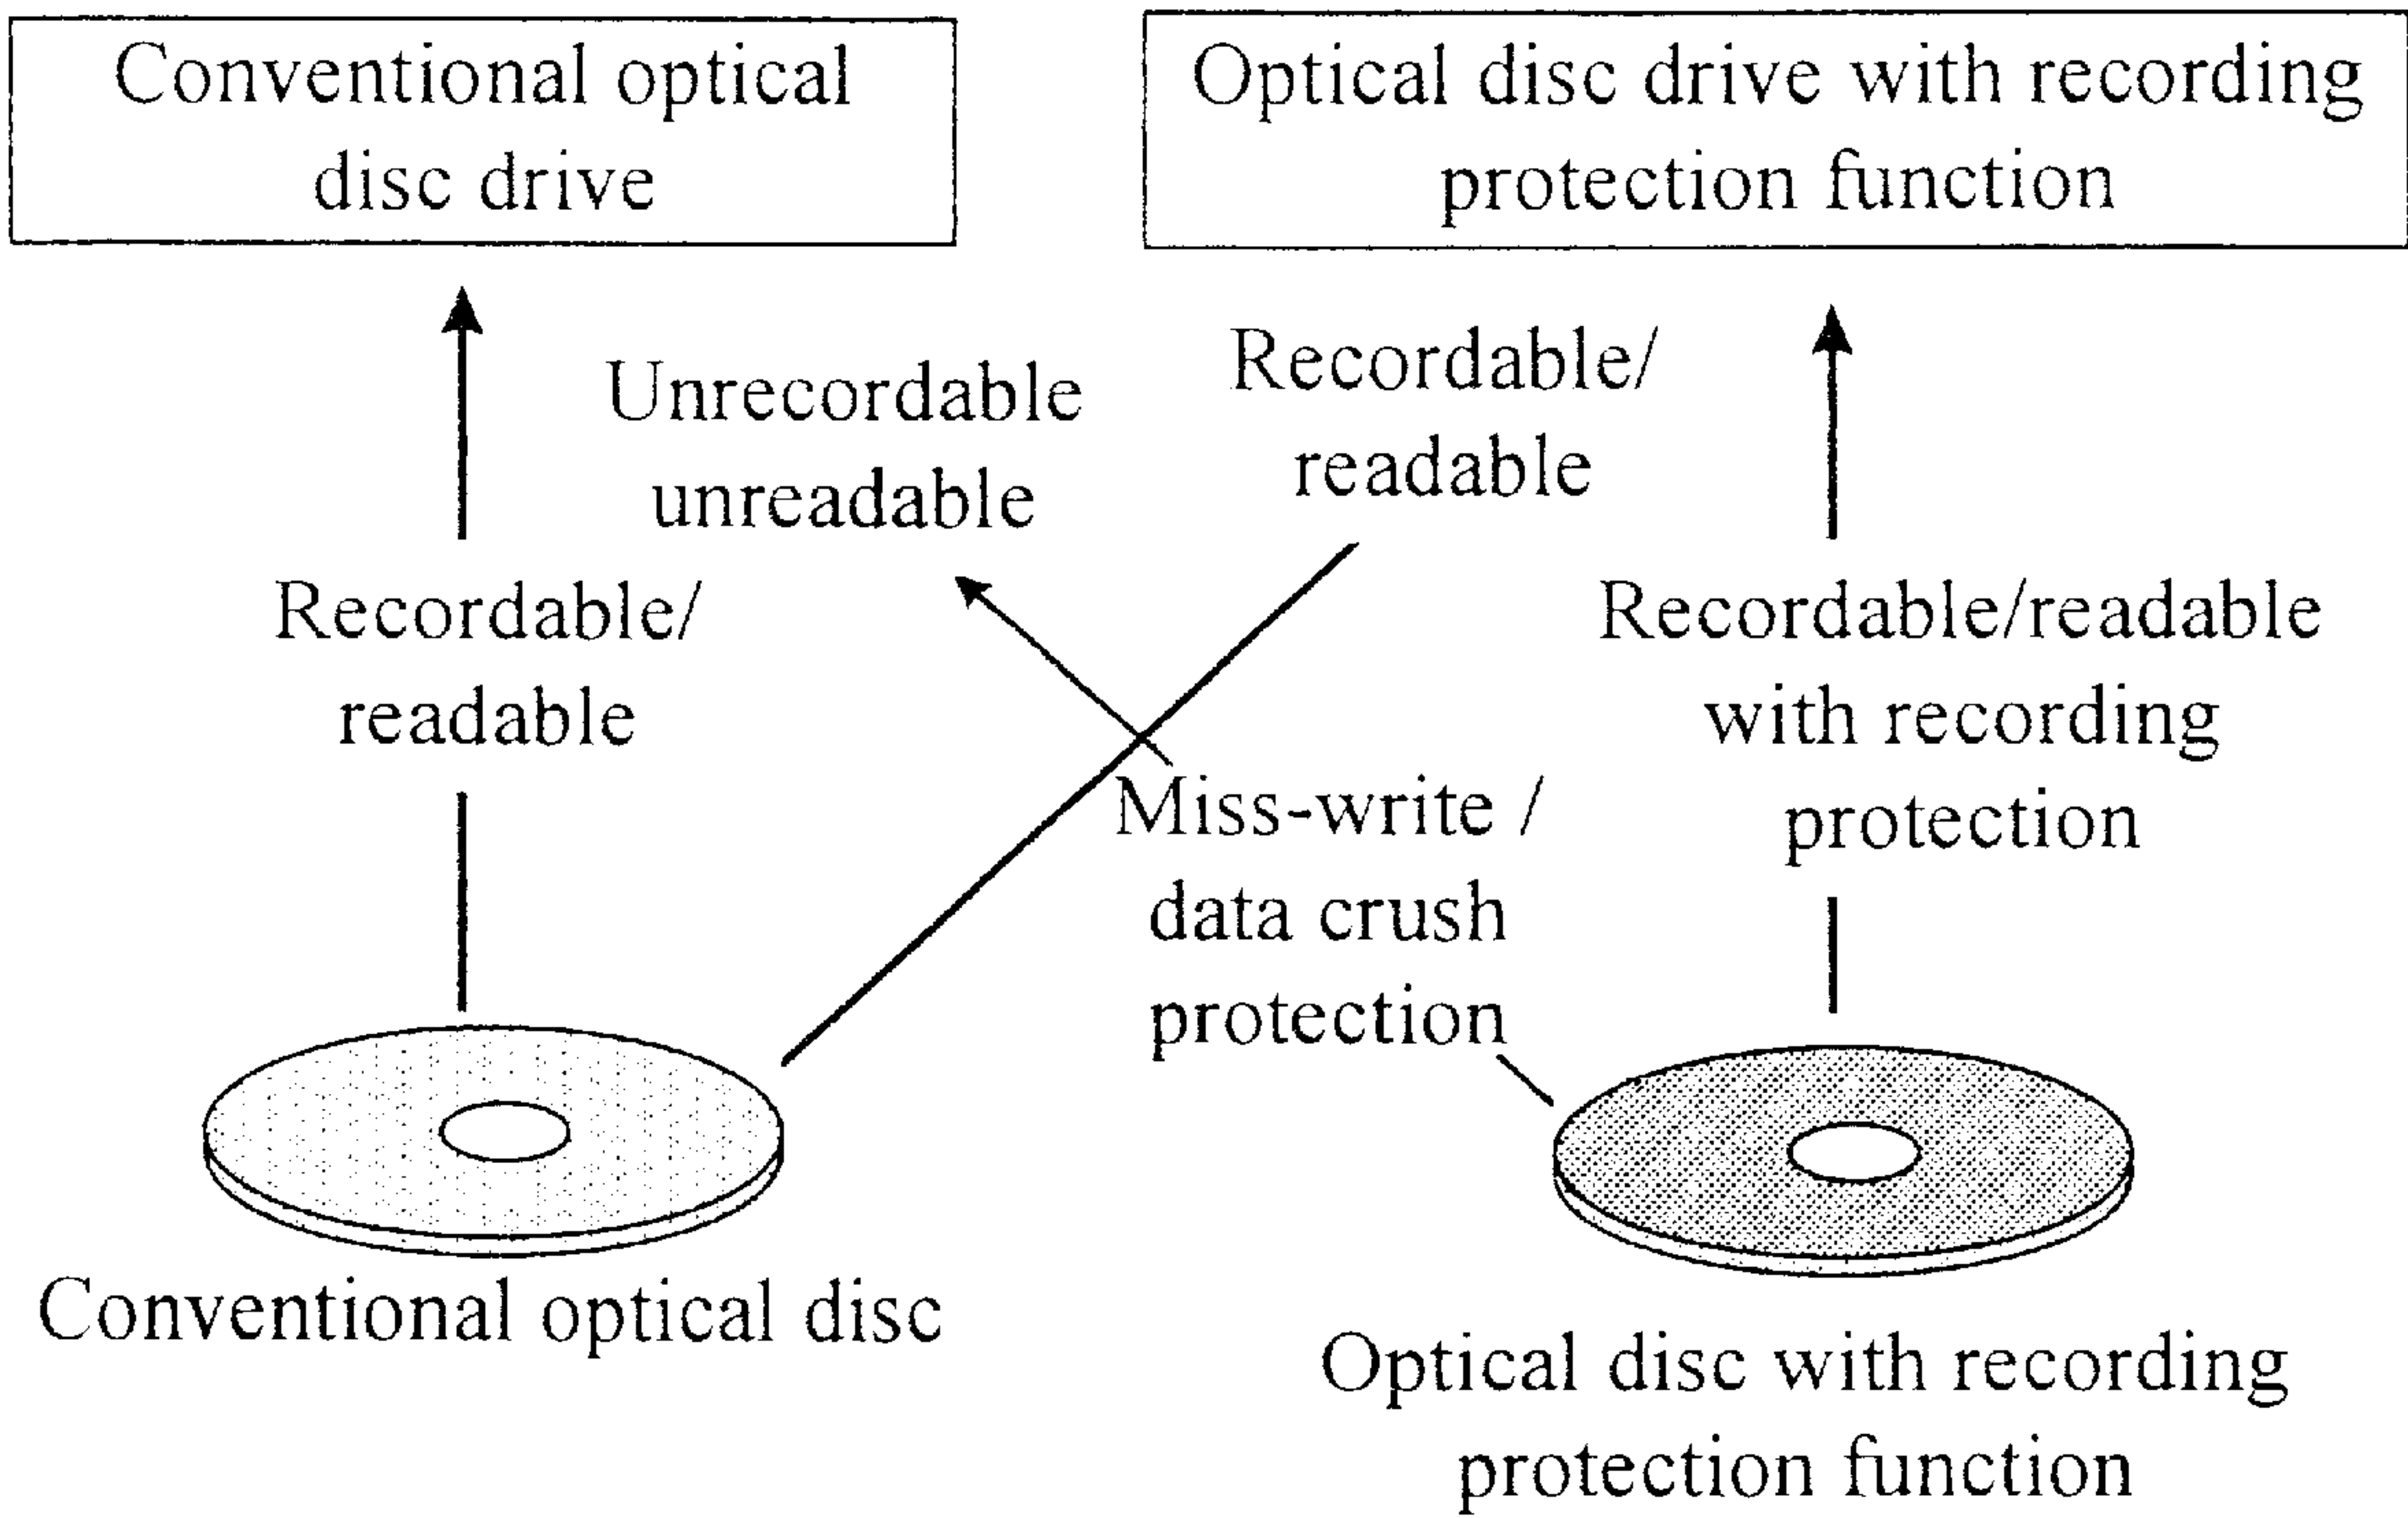 Conventional optical
disc drive
Optical disc drive with recording
protection function
Unrecordable
unreadable
Recordable/
readable
Recordable/
readable
Recordable/readable
with recording
protection
Miss-write /
data crush
protection
Conventional optical disc
Optical disc with recording
protection function